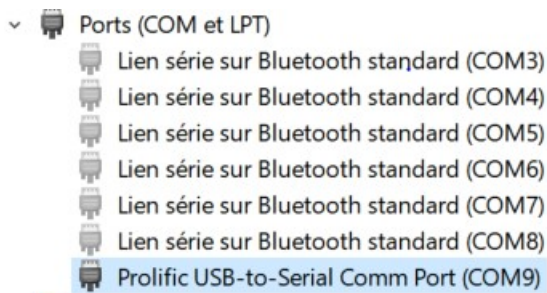 Ports (COM et LPT)
Lien série sur Bluetooth standard (COM3)
Lien série sur Bluetooth standard (COM4)
Lien série sur Bluetooth standard (COM5)
Lien série sur Bluetooth standard (COM6)
Lien série sur Bluetooth standard (COM7)
Lien série sur Bluetooth standard (COM8)
Prolific USB-to-Serial Comm Port (COM9)